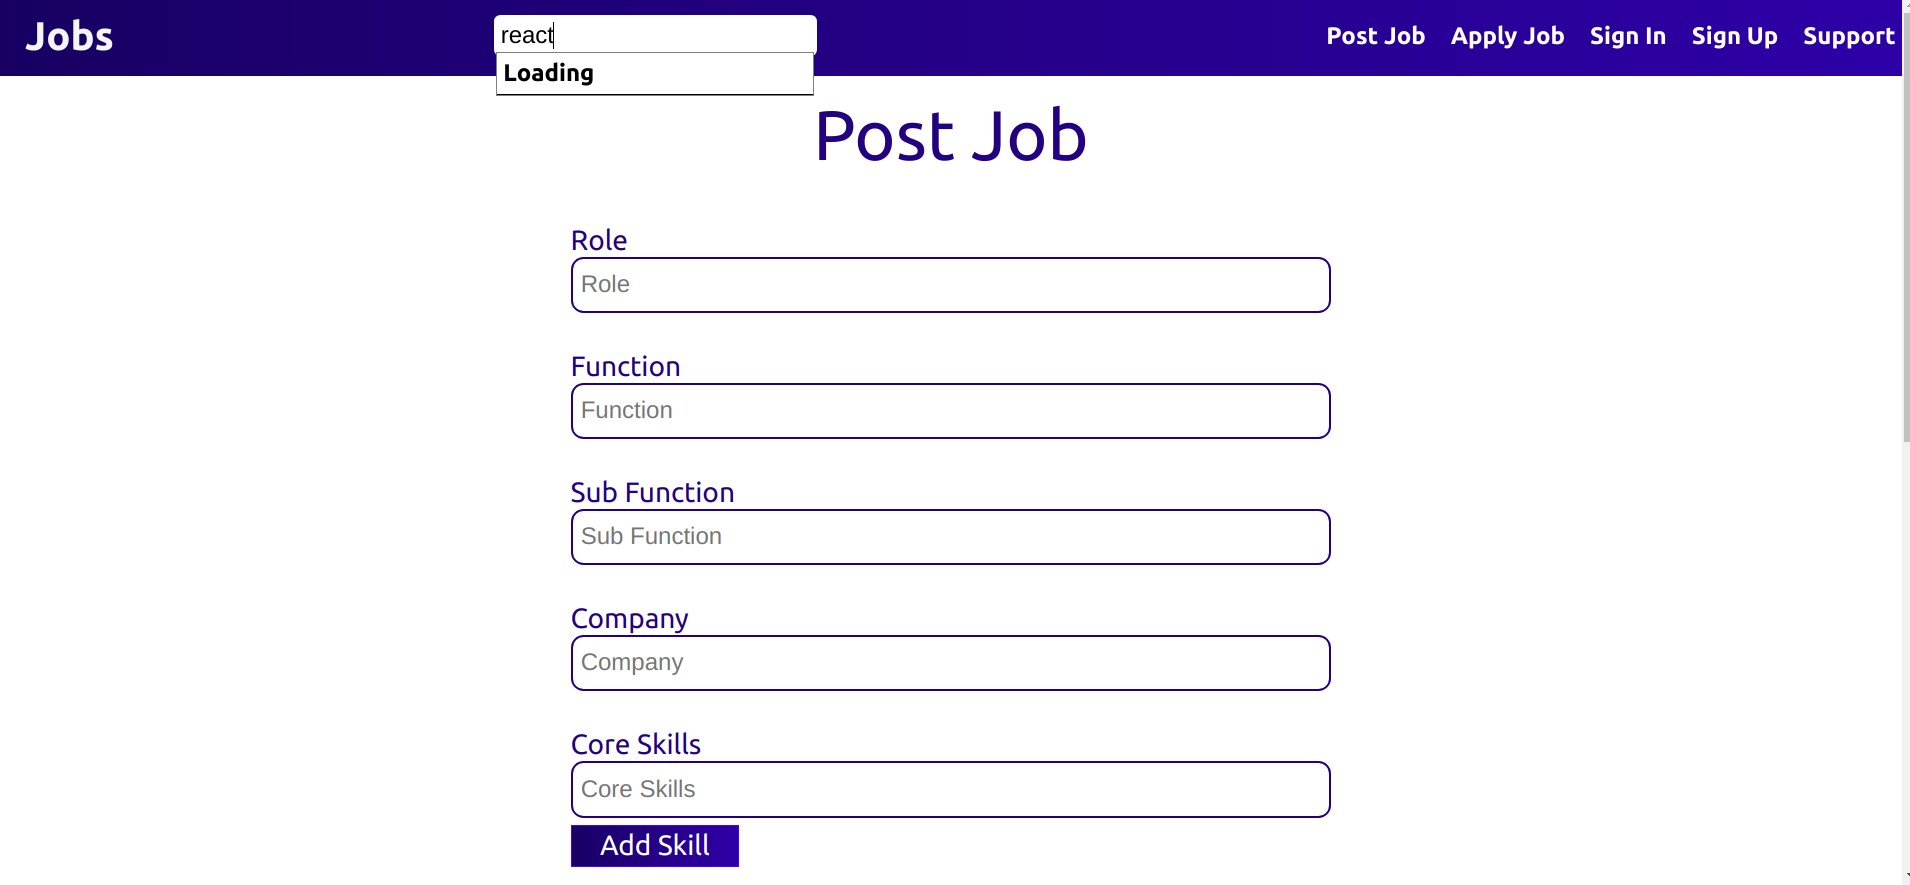 Jobs
react
Post Job Apply Job Sign In Sign Up Support
Loading
Post Job
Role
Role
Function
Function
Sub Function
Sub Function
Company
Company
Core Skills
Core Skills
Add Skill